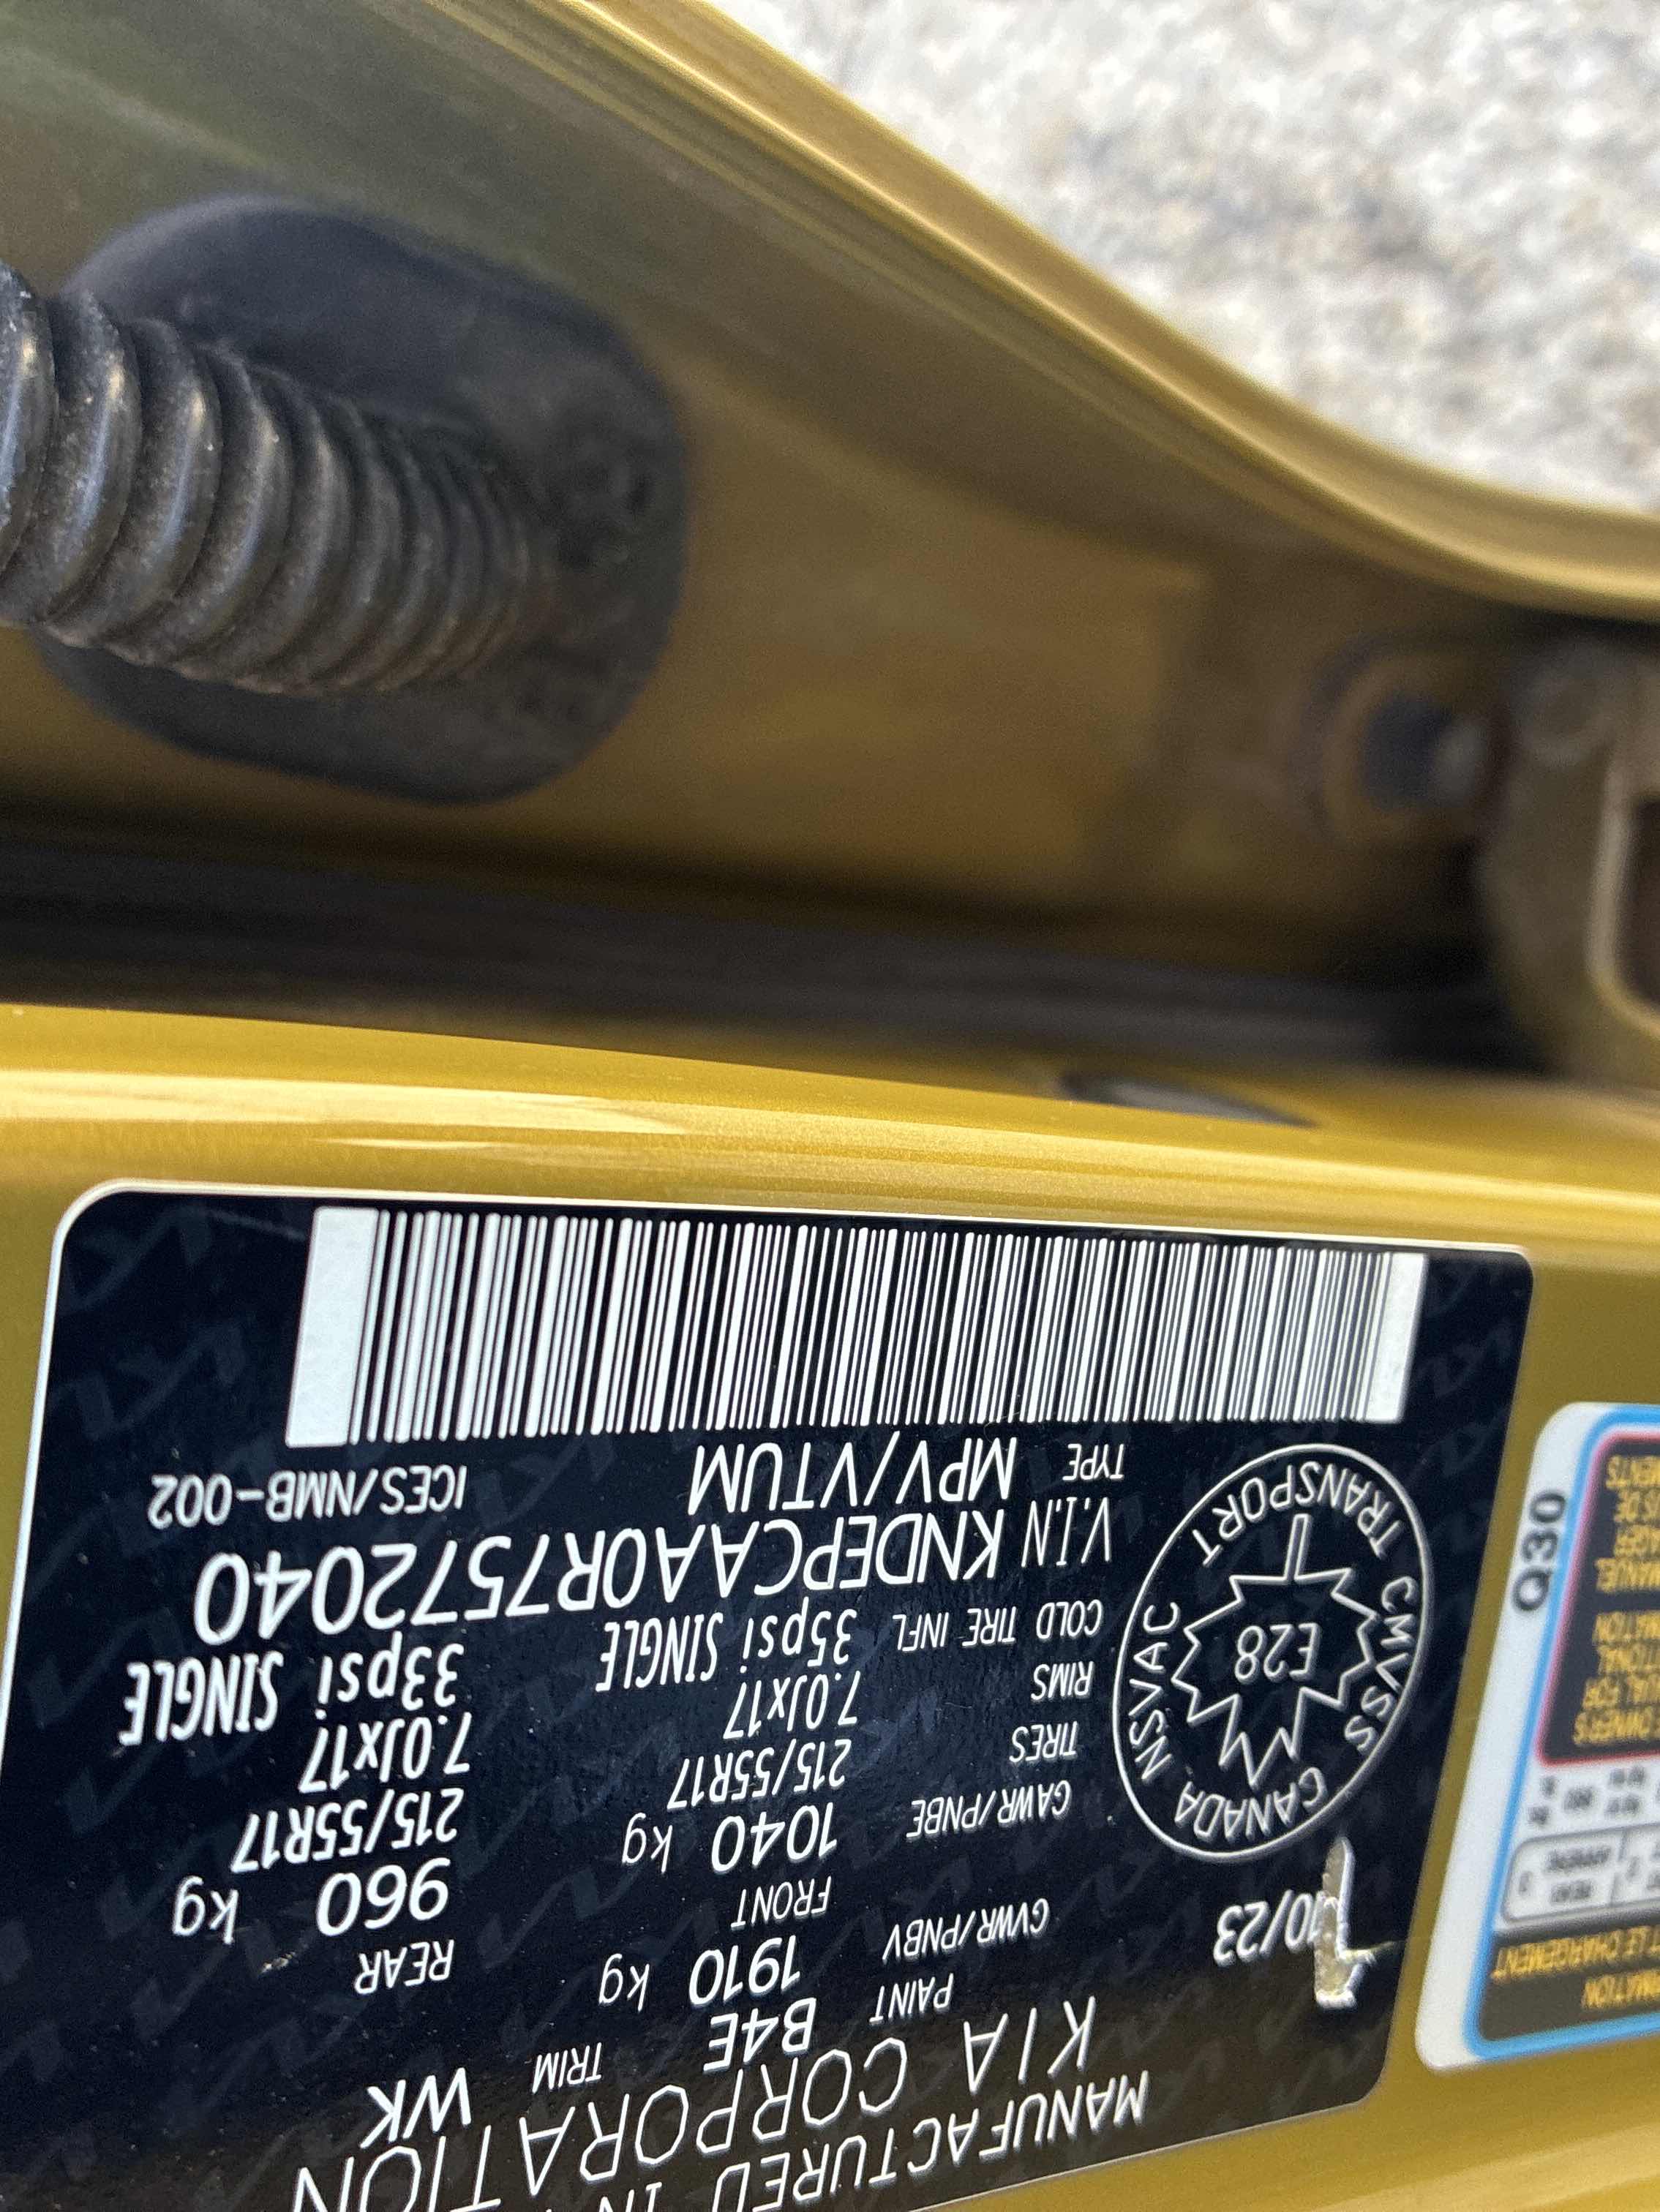 MANUFACTURED IN
KIA CORPORATION
PAINT B4E TRIM WK
10/23
GVWR/PNBV 1910 kg
FRONT REAR
GAWR/PNBE 1040 kg 960 kg
TIRES 215/55R17 215/55R17
RIMS 7.0Jx17 7.0Jx17
COLD TIRE INFL 35psi SINGLE 33psi SINGLE
V.I.N KNDEPCAA0R7572040
TYPE MPV/VTUM ICES/NMB-002
CANADA CMVSS
TRANSPORT NSVAC
E28
T LE CHARGEMENT
Q30